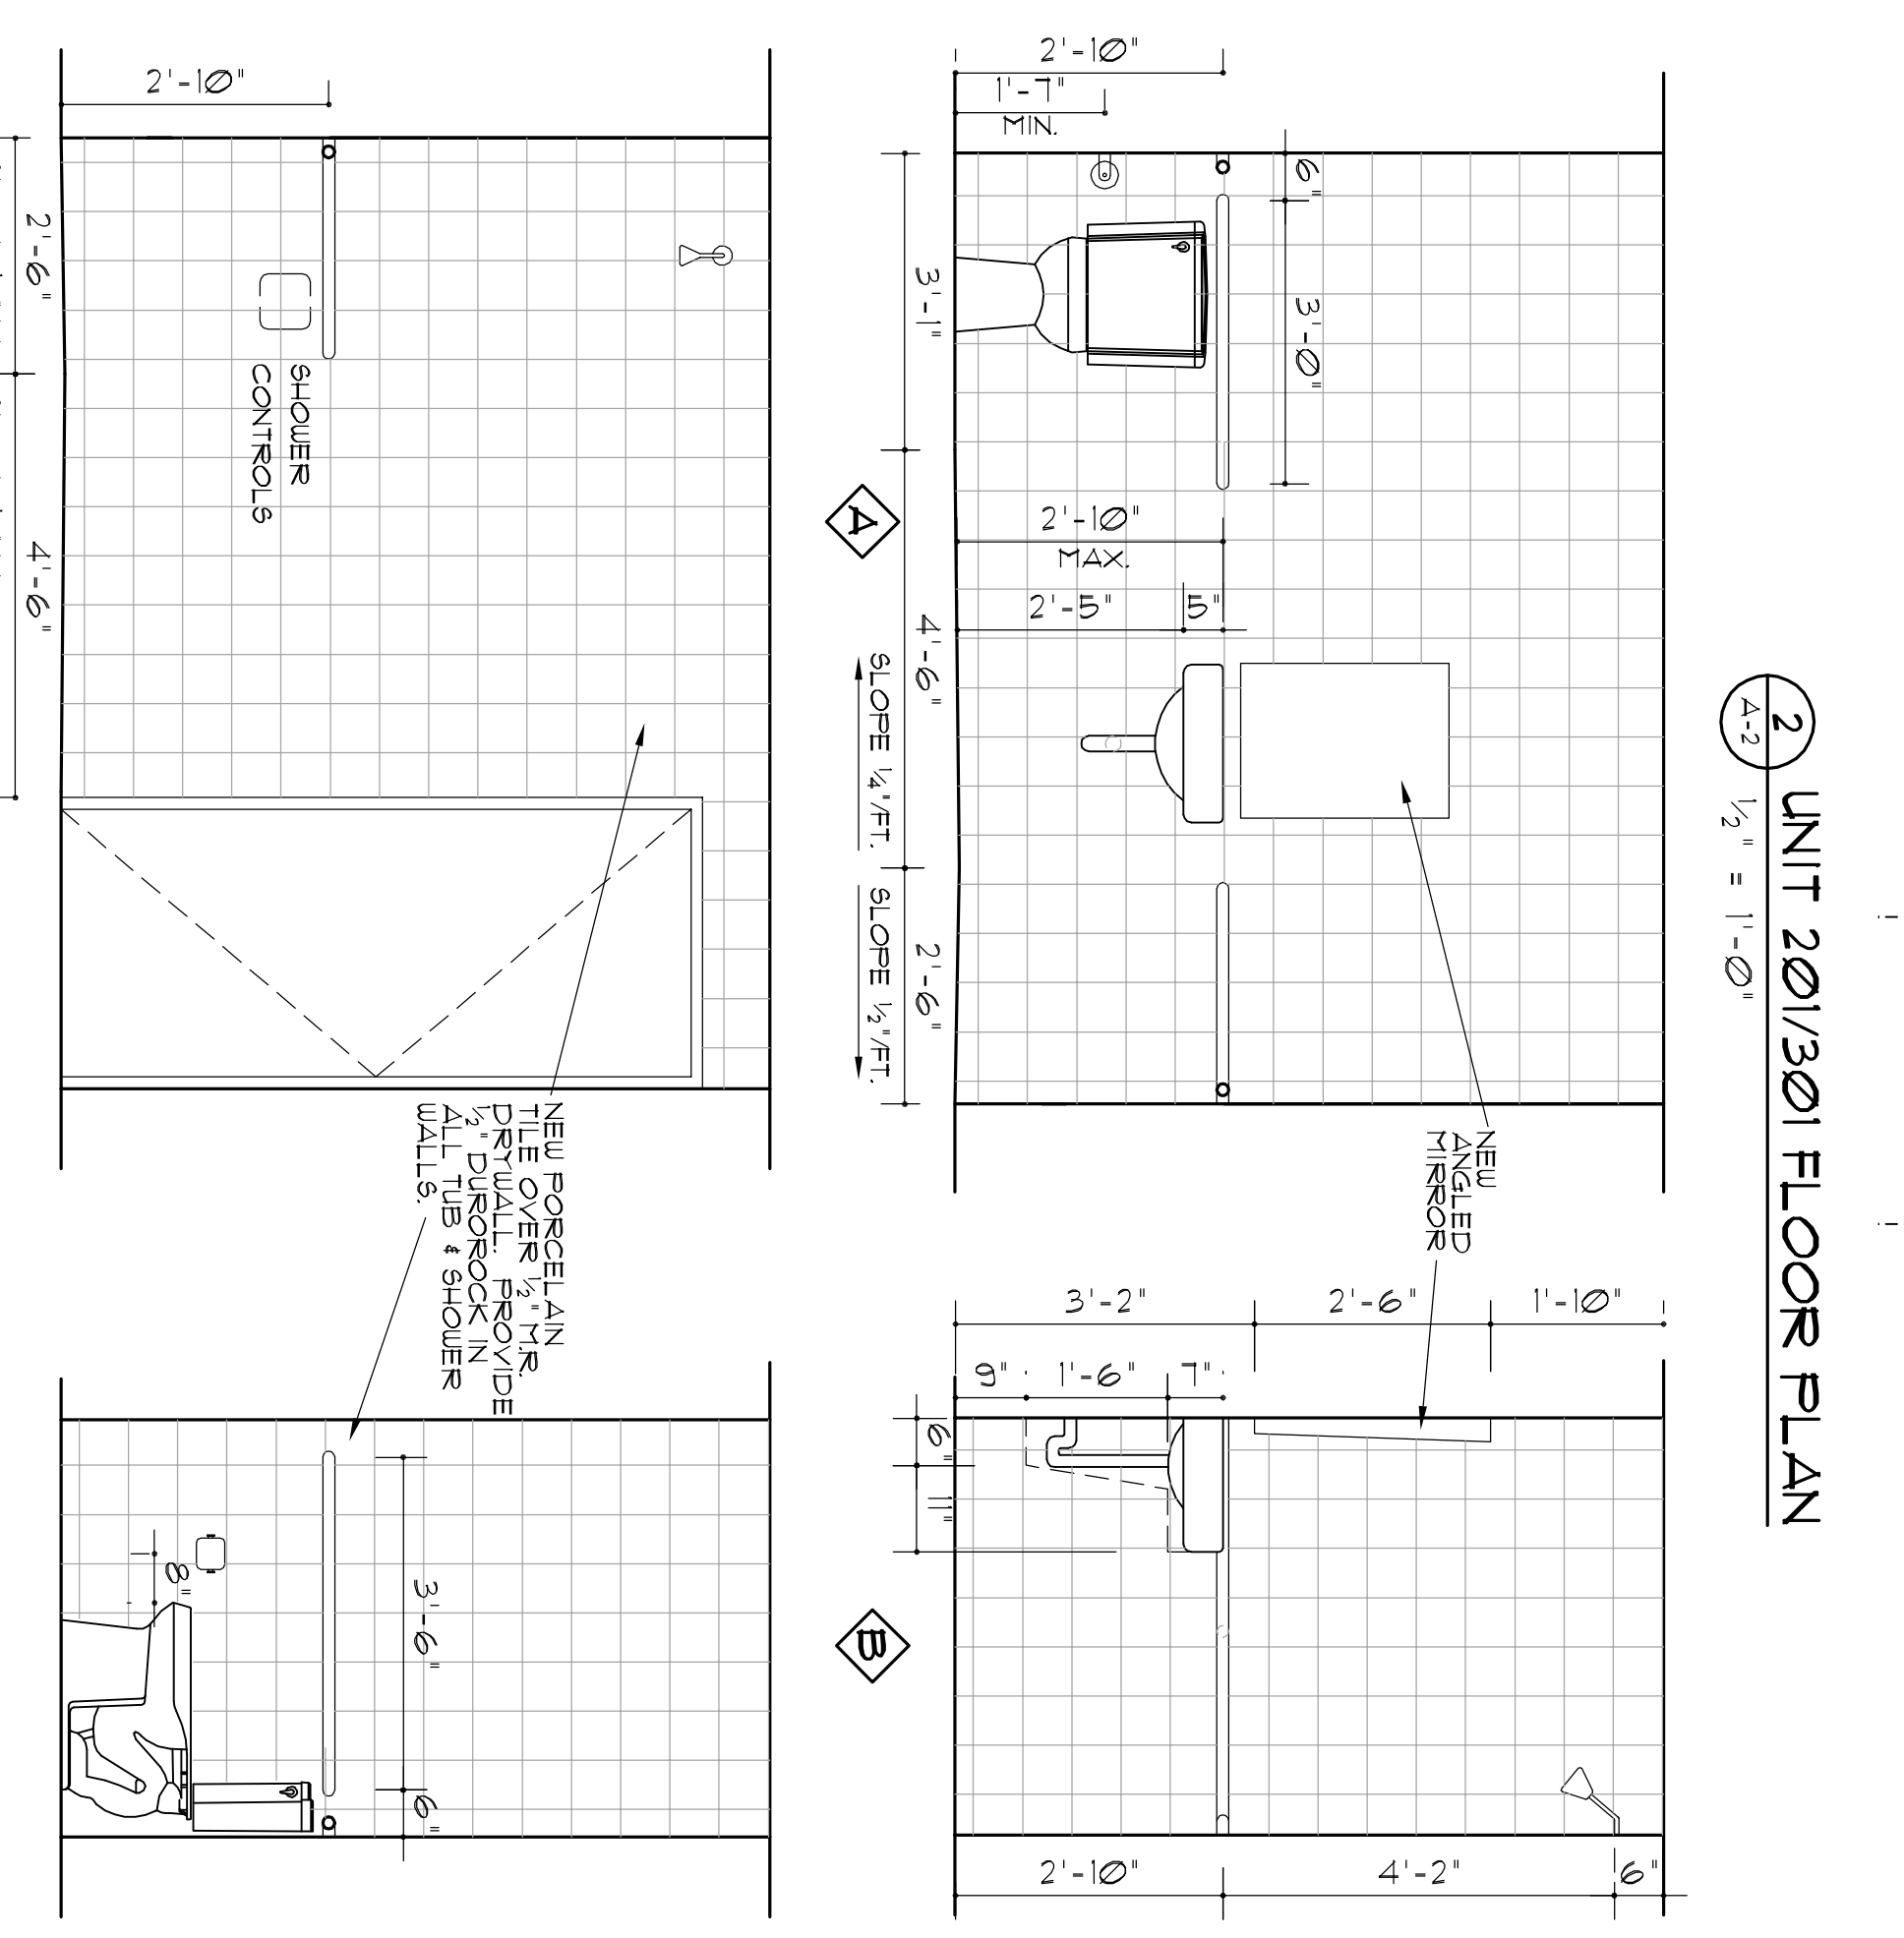 2
A-2
UNIT 201/301 FLOOR PLAN
1/2" = 1'-0"
6"
3'-0"
2'-10"
1'-7"
MIN.
2'-10"
MAX.
2'-5"
5"
3'-1"
4'-6"
2'-6"
SLOPE 1/4"/FT.
SLOPE 1/2"/FT.
A
NEW
ANGLED
MIRROR
3'-2"
2'-6"
1'-10"
9"
1'-6"
7"
6"
11"
2'-10"
4'-2"
6"
B
2'-10"
SHOWER
CONTROLS
2'-6"
4'-6"
NEW PORCELAIN
TILE OVER 1/2" M.R.
DRYWALL. PROVIDE
1/2" DUROROCK IN
ALL TUB & SHOWER
WALLS.
3'-6"
6"
8"